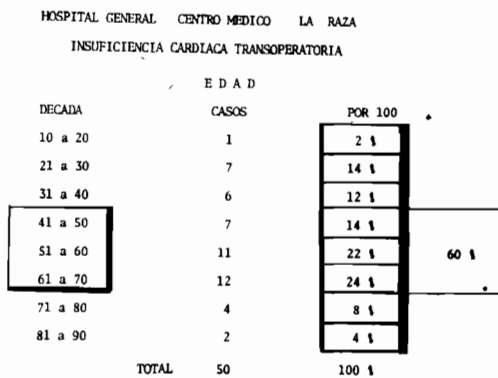 HOSPITAL GENERAL CENTRO MEDICO LA RAZA
INSUFICIENCIA CARDIACA TRANSOPERATORIA
E D A D
DECADA CASOS POR 100
10 a 20 1 2 %
21 a 30 7 14 %
31 a 40 6 12 %
41 a 50 7 14 %
51 a 60 11 22 % 60 %
61 a 70 12 24 %
71 a 80 4 8 %
81 a 90 2 4 %
TOTAL 50 100 %